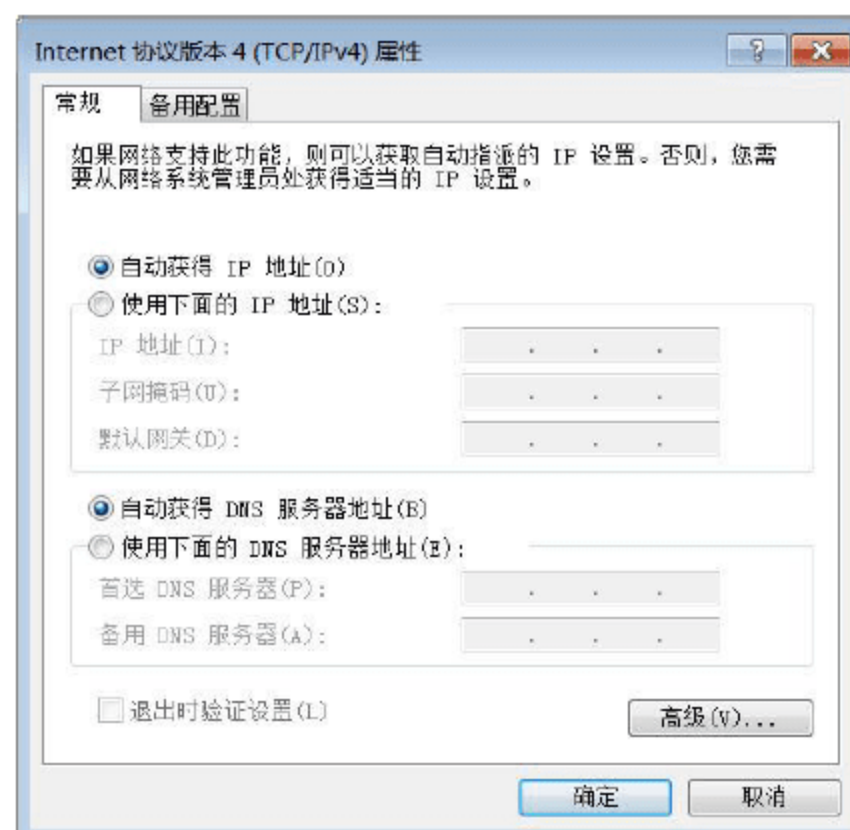 Internet 协议版本 4 (TCP/IPv4) 属性
常规 备用配置
如果网络支持此功能，则可以获取自动指派的 IP 设置。否则，您需
要从网络系统管理员处获得适当的 IP 设置。
自动获得 IP 地址(O)
使用下面的 IP 地址(S):
IP 地址(I):
子网掩码(U):
默认网关(D):
自动获得 DNS 服务器地址(B)
使用下面的 DNS 服务器地址(E):
首选 DNS 服务器(P):
备用 DNS 服务器(A):
退出时验证设置(L)
高级(V)...
确定 取消